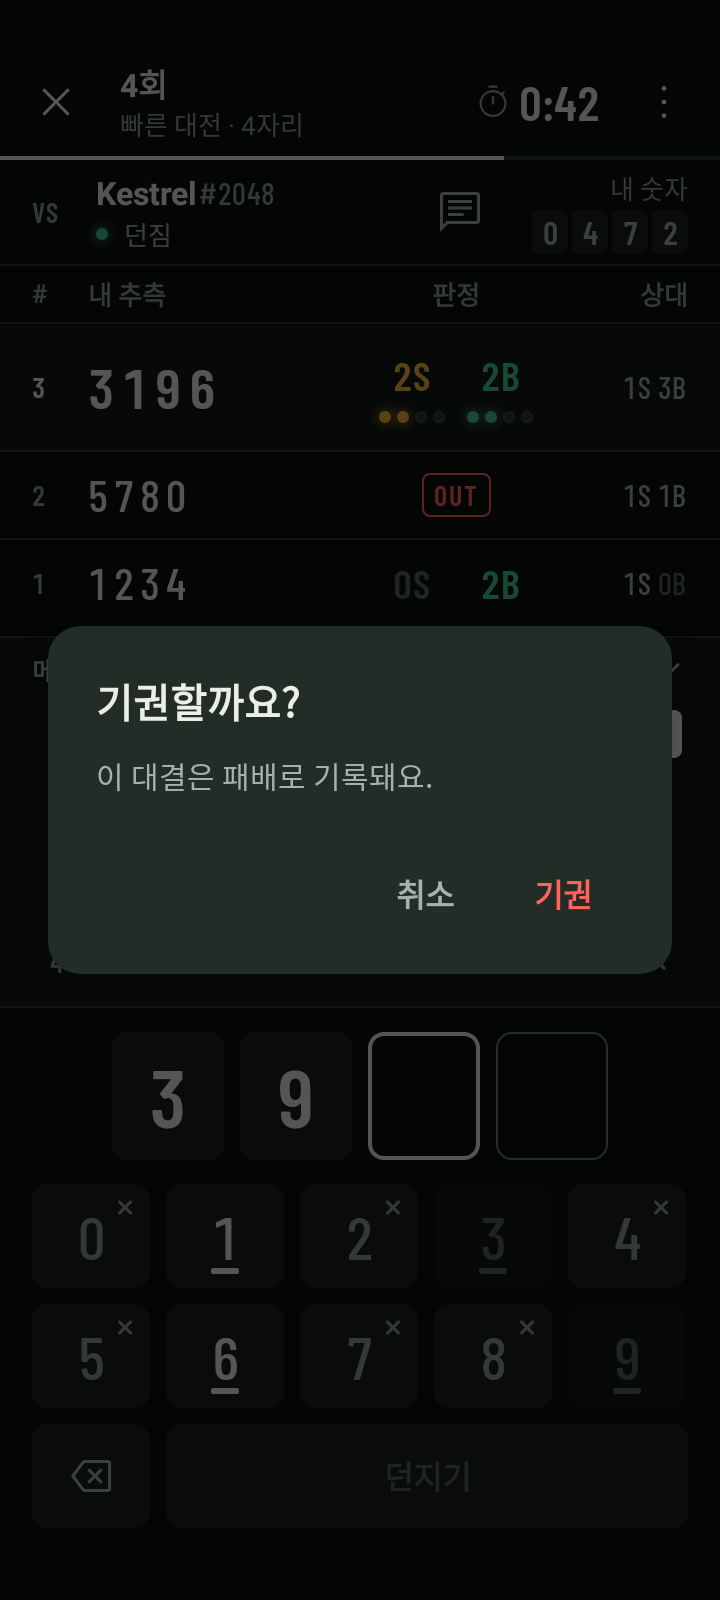 4회
빠른 대전 · 4자리
0:42
VS
Kestrel#2048
던짐
내 숫자
0 4 7 2
# 내 추측 판정 상대
3 3196 2S 2B 1S 3B
2 5780 OUT 1S 1B
1 1234 0S 2B 1S 0B
기권할까요?
이 대결은 패배로 기록돼요.
취소 기권
3 9
0 1 2 3 4
5 6 7 8 9
던지기